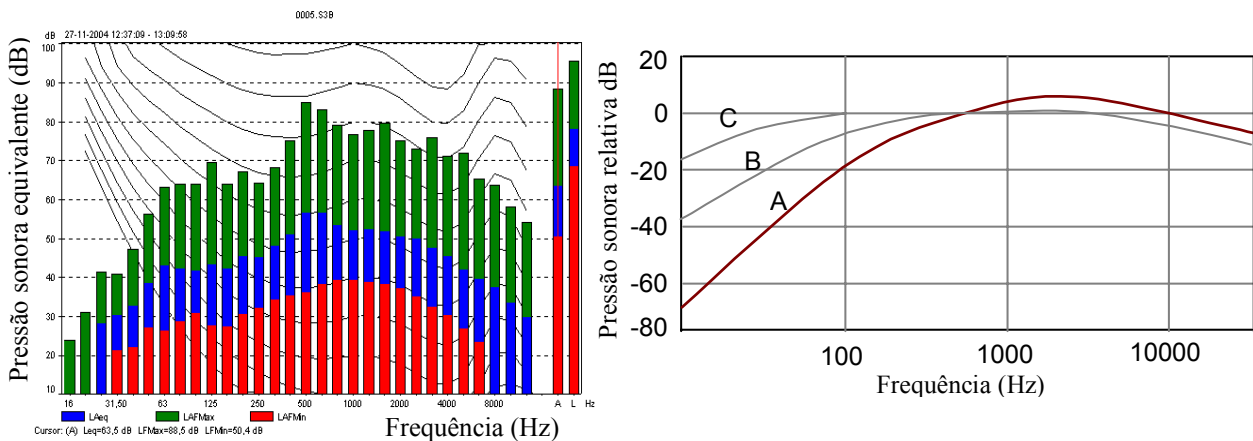 0005.S3B
dB 27-11-2004 12:37:09 - 13:09:58
Pressão sonora equivalente (dB)
100
90
80
70
60
50
40
30
20
10
16 31,50 63 125 250 500 1000 2000 4000 8000 A L Hz
LAeq LAFMax LAFMin
Cursor: (A) Leq=63,5 dB LFMax=88,5 dB LFMin=50,4 dB
Frequência (Hz)
Pressão sonora relativa dB
20
0
-20
-40
-60
-80
C
B
A
100 1000 10000
Frequência (Hz)